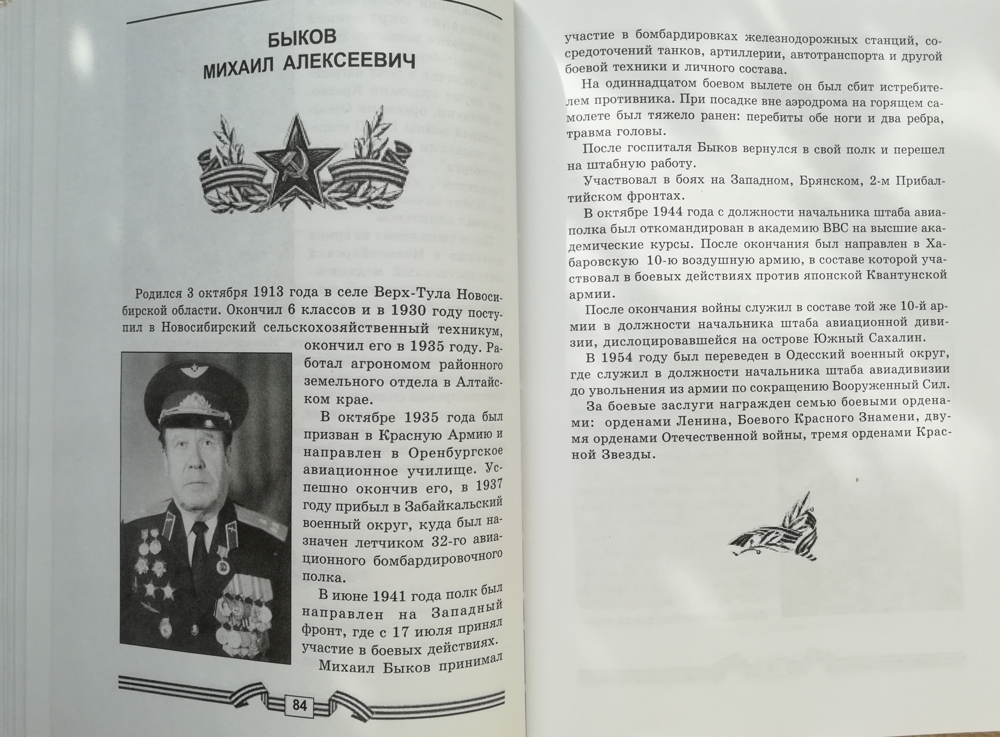 БЫКОВ
МИХАИЛ АЛЕКСЕЕВИЧ
Родился 3 октября 1913 года в селе Верх-Тула Новоси-
бирской области. Окончил 6 классов и в 1930 году посту-
пил в Новосибирский сельскохозяйственный техникум,
окончил его в 1935 году. Ра-
ботал агрономом районного
земельного отдела в Алтайс-
ком крае.
В октябре 1935 года был
призван в Красную Армию и
направлен в Оренбургское
авиационное училище. Ус-
пешно окончив его, в 1937
году прибыл в Забайкальский
военный округ, куда был на-
значен летчиком 32-го авиа-
ционного бомбардировочного
полка.
В июне 1941 года полк был
направлен на Западный
фронт, где с 17 июля принял
участие в боевых действиях.
Михаил Быков принимал
84
участие в бомбардировках железнодорожных станций, со-
средоточений танков, артиллерии, автотранспорта и другой
боевой техники и личного состава.
На одиннадцатом боевом вылете он был сбит истребите-
лем противника. При посадке вне аэродрома на горящем са-
молете был тяжело ранен: перебиты обе ноги и два ребра,
травма головы.
После госпиталя Быков вернулся в свой полк и перешел
на штабную работу.
Участвовал в боях на Западном, Брянском, 2-м Прибал-
тийском фронтах.
В октябре 1944 года с должности начальника штаба авиа-
полка был откомандирован в академию ВВС на высшие ака-
демические курсы. После окончания был направлен в Ха-
баровскую 10-ю воздушную армию, в составе которой уча-
ствовал в боевых действиях против японской Квантунской
армии.
После окончания войны служил в составе той же 10-й ар-
мии в должности начальника штаба авиационной диви-
зии, дислоцировавшейся на острове Южный Сахалин.
В 1954 году был переведен в Одесский военный округ,
где служил в должности начальника штаба авиадивизии
до увольнения из армии по сокращению Вооруженный Сил.
За боевые заслуги награжден семью боевыми ордена-
ми: орденами Ленина, Боевого Красного Знамени, дву-
мя орденами Отечественной войны, тремя орденами Крас-
ной Звезды.